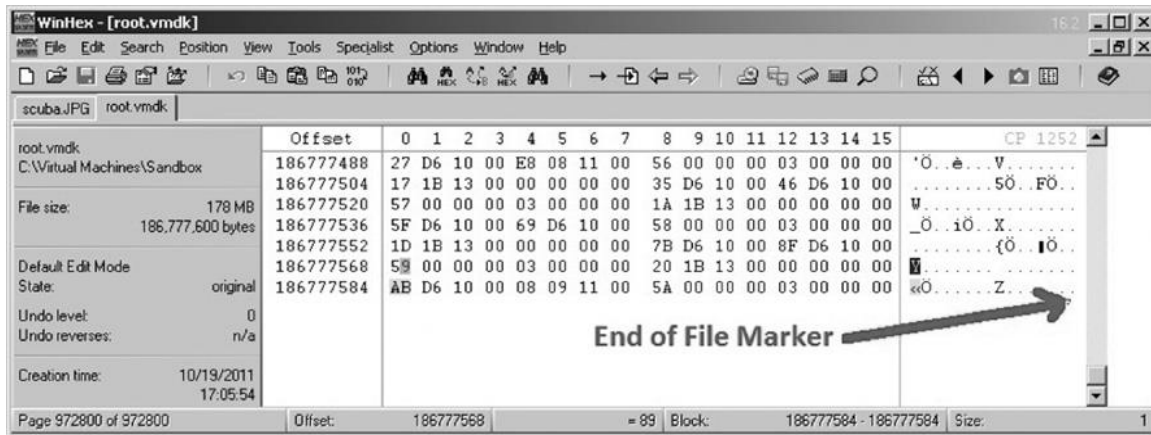 WinHex - [root.vmdk] 16.2
File Edit Search Position View Tools Specialist Options Window Help
scuba.JPG root.vmdk
root.vmdk
C:\Virtual Machines\Sandbox
File size: 178 MB
186,777,600 bytes
Default Edit Mode
State: original
Undo level: 0
Undo reverses: n/a
Creation time: 10/19/2011
17:05:54
Offset 0 1 2 3 4 5 6 7 8 9 10 11 12 13 14 15 CP 1252
186777488 27 D6 10 00 E8 08 11 00 56 00 00 00 03 00 00 00 'Ö..è...V.......
186777504 17 1B 13 00 00 00 00 00 35 D6 10 00 46 D6 10 00 ........5Ö..FÖ..
186777520 57 00 00 00 03 00 00 00 1A 1B 13 00 00 00 00 00 W...............
186777536 5F D6 10 00 69 D6 10 00 58 00 00 00 03 00 00 00 _Ö..iÖ..X.......
186777552 1D 1B 13 00 00 00 00 00 7B D6 10 00 8F D6 10 00 ........{Ö...Ö..
186777568 59 00 00 00 03 00 00 00 20 1B 13 00 00 00 00 00 Y....... .......
186777584 AB D6 10 00 08 09 11 00 5A 00 00 00 03 00 00 00 «Ö......Z.......
End of File Marker
Page 972800 of 972800 Offset: 186777568 = 89 Block: 186777584 - 186777584 Size: 1